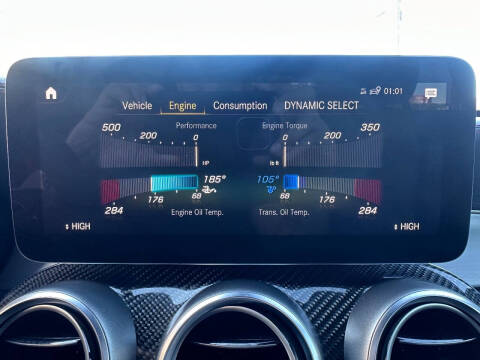 01:01
Vehicle Engine Consumption DYNAMIC SELECT
500 Performance Engine Torque 350
200 0 0 200
HP lb ft
185° 105°
284 176 68 68 176 284
Engine Oil Temp. Trans. Oil Temp.
HIGH HIGH